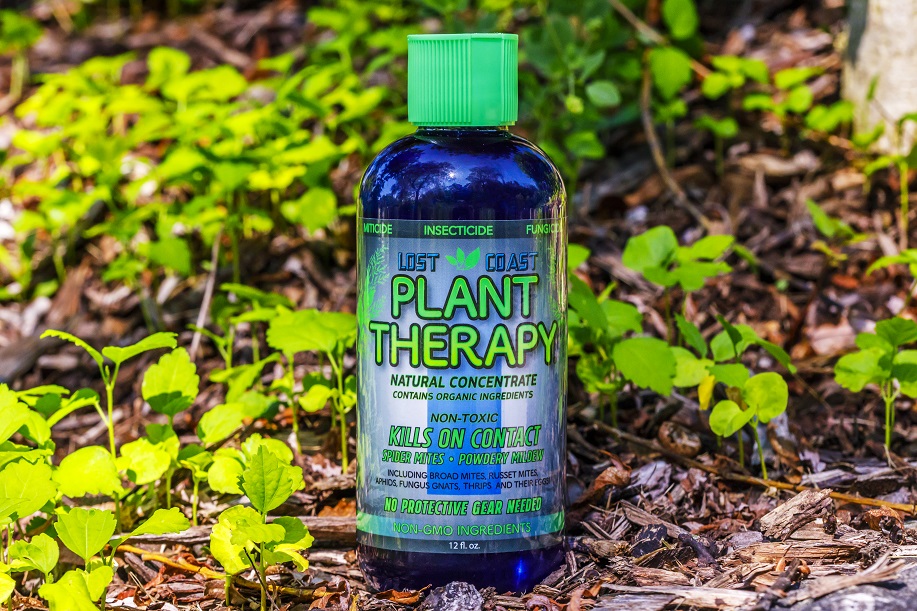 MITICIDE INSECTICIDE FUNGICIDE
LOST COAST
PLANT
THERAPY
NATURAL CONCENTRATE
CONTAINS ORGANIC INGREDIENTS
NON-TOXIC
KILLS ON CONTACT
SPIDER MITES • POWDERY MILDEW
INCLUDING BROAD MITES, RUSSET MITES,
APHIDS, FUNGUS GNATS, THRIPS, AND THEIR EGGS
NO PROTECTIVE GEAR NEEDED
NON-GMO INGREDIENTS
12 fl. oz.